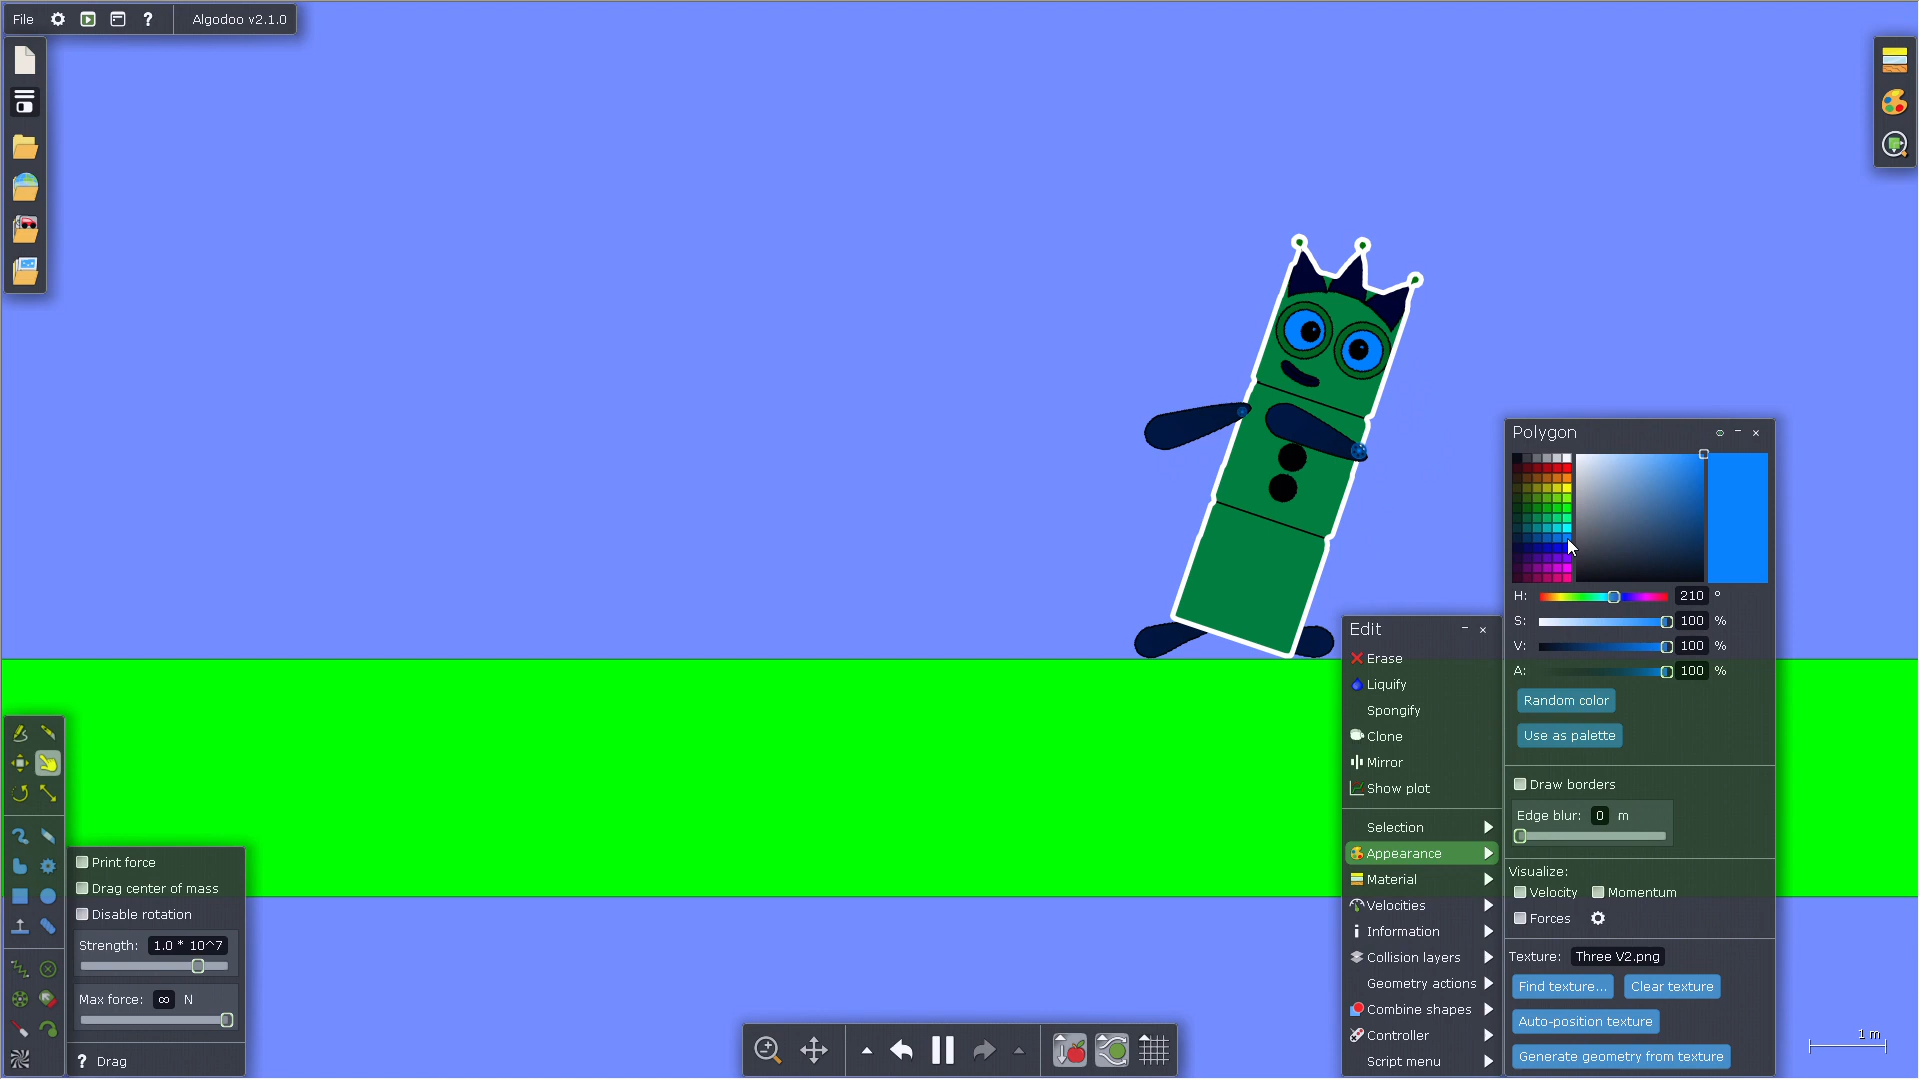 File ? Algodoo v2.1.0
Polygon
H: 210 °
S: 100 %
V: 100 %
A: 100 %
Random color
Use as palette
Draw borders
Edge blur: 0 m
Visualize:
Velocity Momentum
Forces
Texture: Three V2.png
Find texture... Clear texture
Auto-position texture
Generate geometry from texture
Edit
Erase
Liquify
Spongify
Clone
Mirror
Show plot
Selection
Appearance
Material
Velocities
Information
Collision layers
Geometry actions
Combine shapes
Controller
Script menu
Print force
Drag center of mass
Disable rotation
Strength: 1.0 * 10^7
Max force: ∞ N
? Drag
1 m